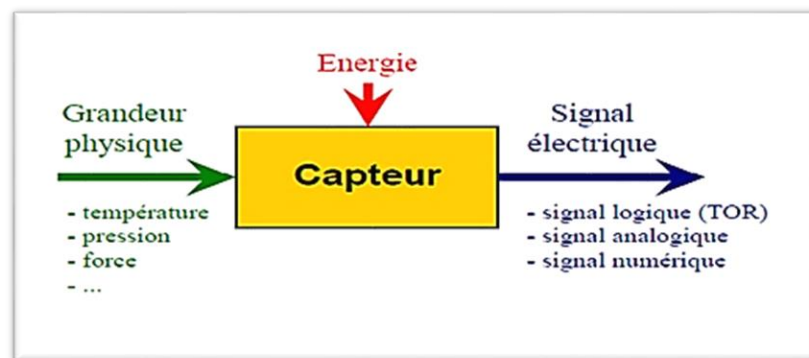 Energie
Grandeur
physique
- température
- pression
- force
- ...
Capteur
Signal
électrique
- signal logique (TOR)
- signal analogique
- signal numérique